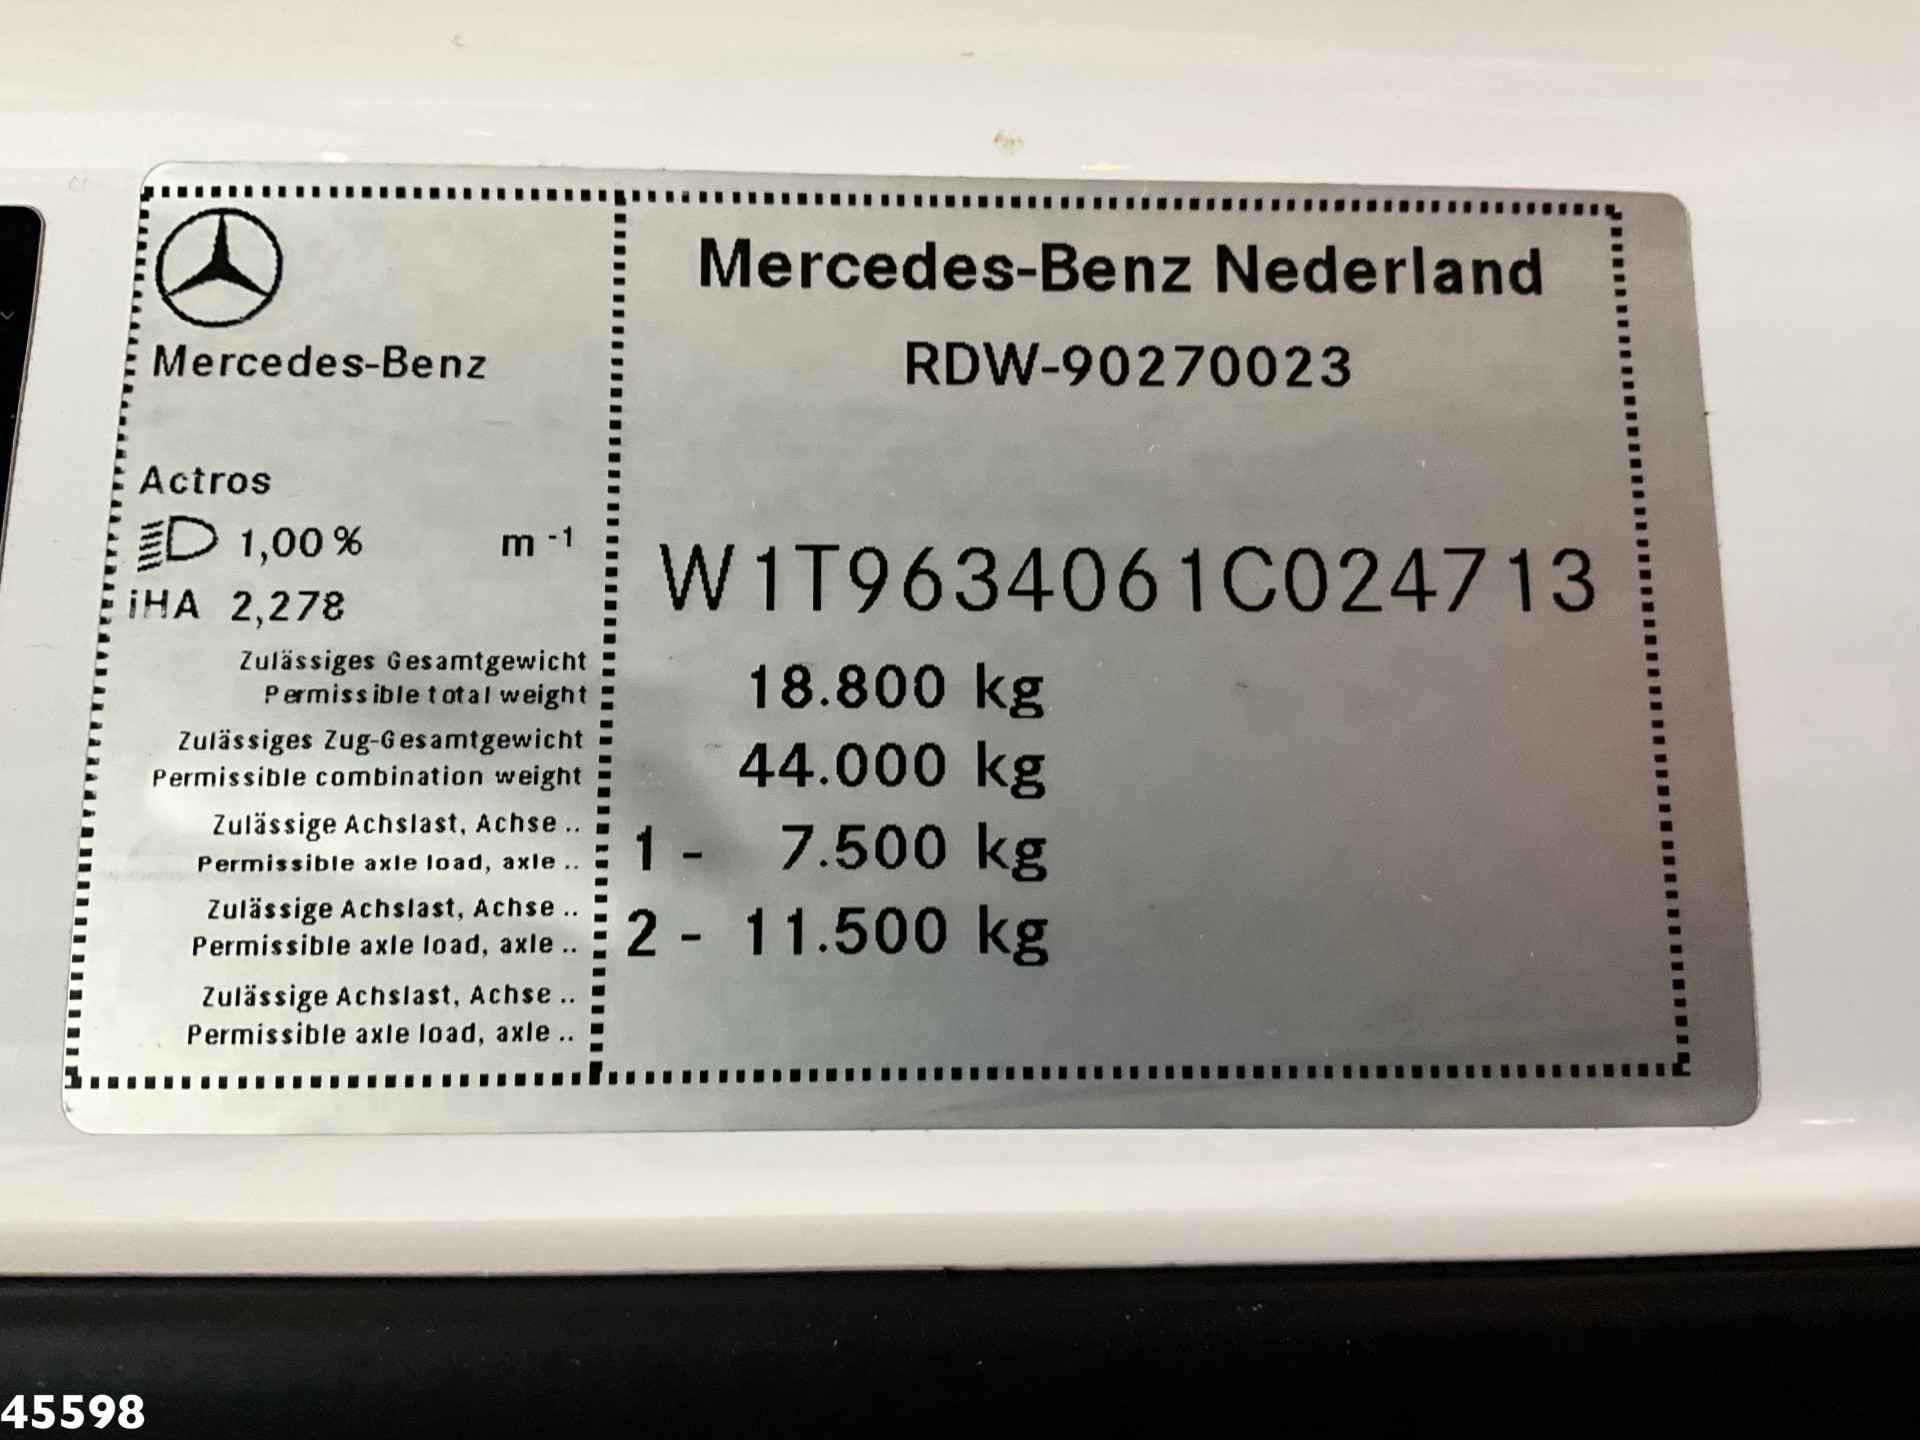 Mercedes-Benz
Actros
1,00%   m-1
iHA 2,278
Mercedes-Benz Nederland
RDW-90270023
W1T9634061C024713
Zulässiges Gesamtgewicht
Permissible total weight
18.800 kg
Zulässiges Zug-Gesamtgewicht
Permissible combination weight
44.000 kg
Zulässige Achslast, Achse ..
Permissible axle load, axle ..
1 - 7.500 kg
Zulässige Achslast, Achse ..
Permissible axle load, axle ..
2 - 11.500 kg
Zulässige Achslast, Achse ..
Permissible axle load, axle ..
45598